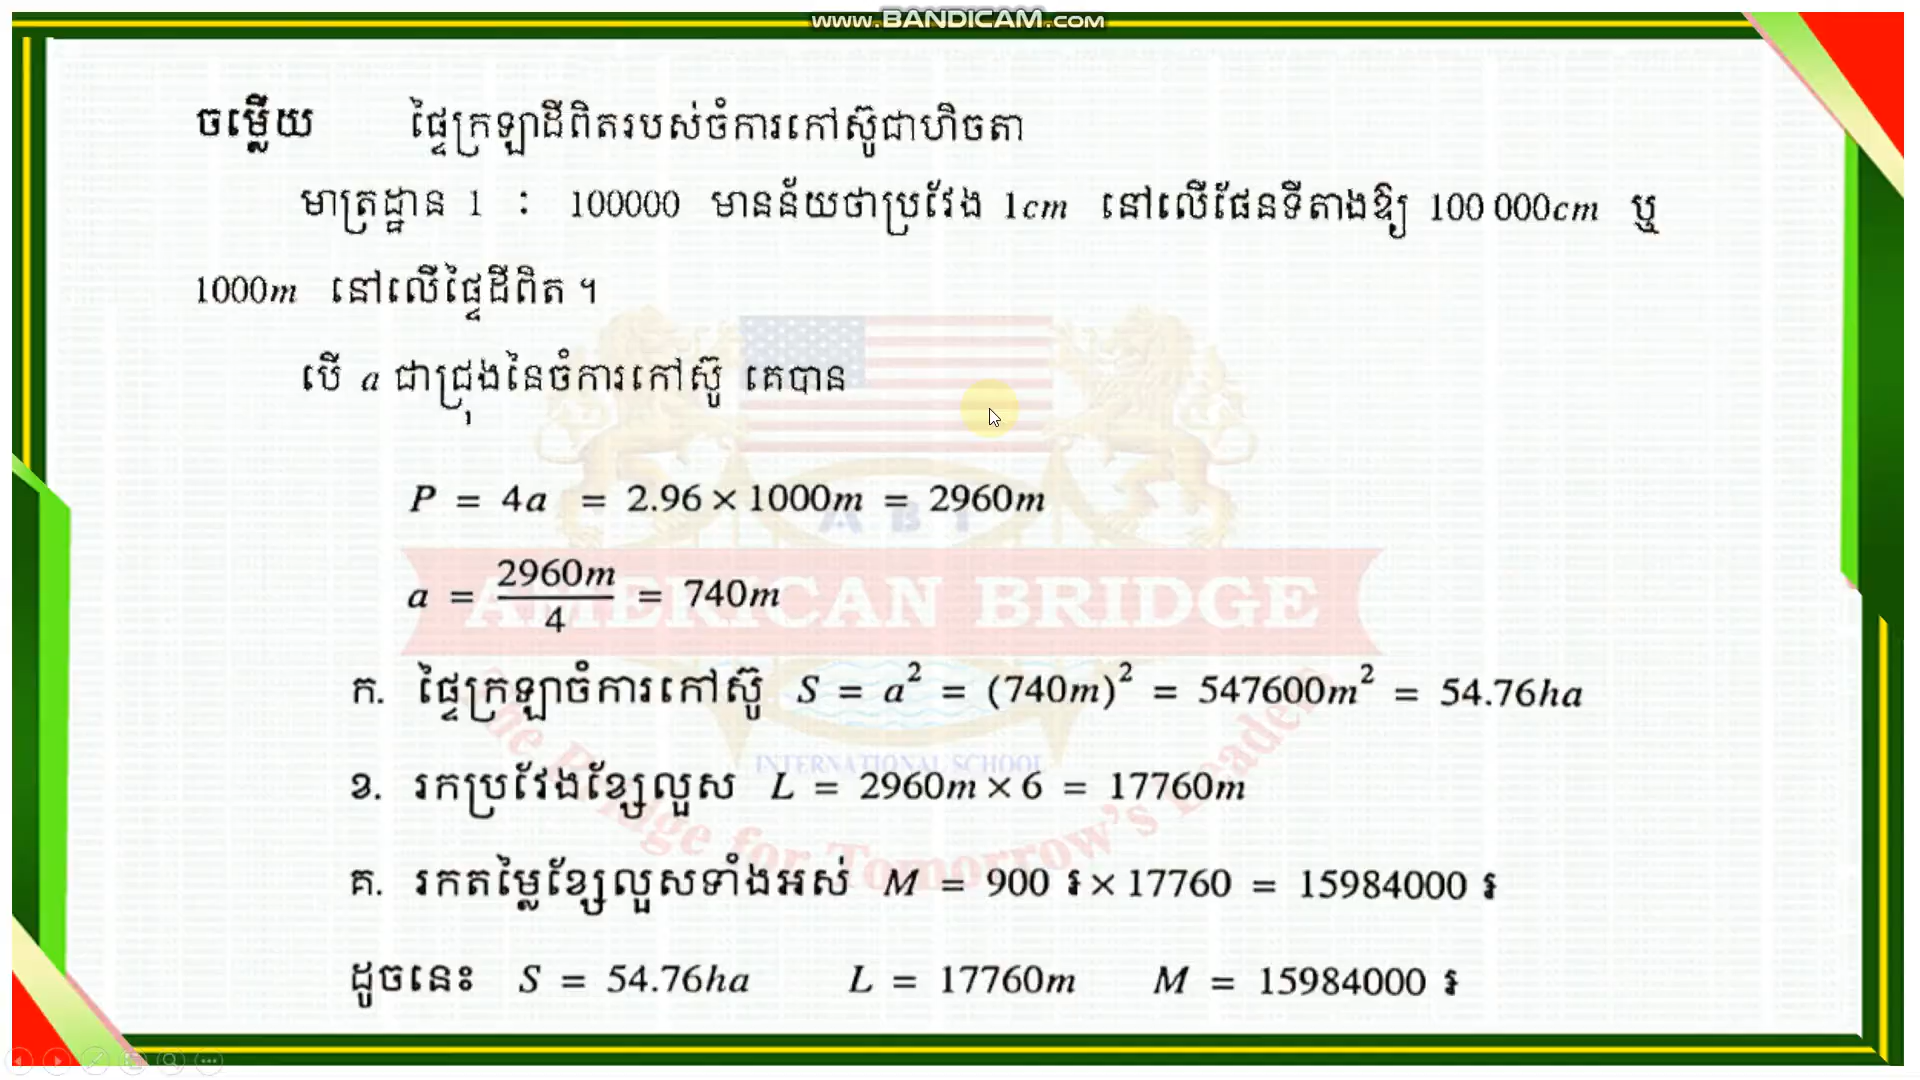 www.BANDICAM.com
ចម្លើយ ផ្ទៃក្រឡាដីពិតរបស់ចំការកៅស៊ូជាហិចតា
មាត្រដ្ឋាន 1 : 100000 មានន័យថាប្រវែង 1cm នៅលើផែនទីតាងឱ្យ 100 000cm ឬ
1000m នៅលើផ្ទៃដីពិត ។
បើ a ជាជ្រុងនៃចំការកៅស៊ូ គេបាន
P = 4a = 2.96 × 1000m = 2960m
a = 2960m/4 = 740m
ក. ផ្ទៃក្រឡាចំការកៅស៊ូ S = a² = (740m)² = 547600m² = 54.76ha
ខ. រកប្រវែងខ្សែលួស L = 2960m × 6 = 17760m
គ. រកតម្លៃខ្សែលួសទាំងអស់ M = 900 ៛ × 17760 = 15984000 ៛
ដូចនេះ S = 54.76ha L = 17760m M = 15984000 ៛
AMERICAN BRIDGE
INTERNATIONAL SCHOOL
The Bridge for Tomorrow's Leaders